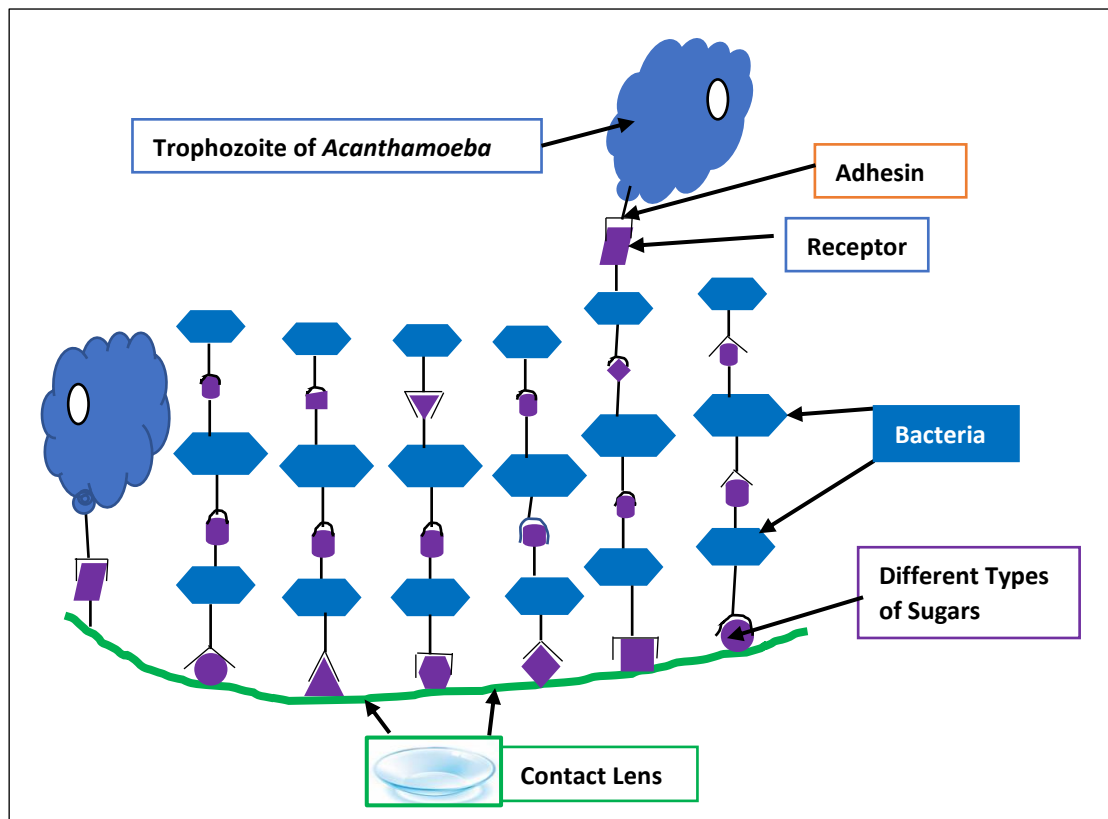 Trophozoite of Acanthamoeba
Adhesin
Receptor
Bacteria
Different Types
of Sugars
Contact Lens